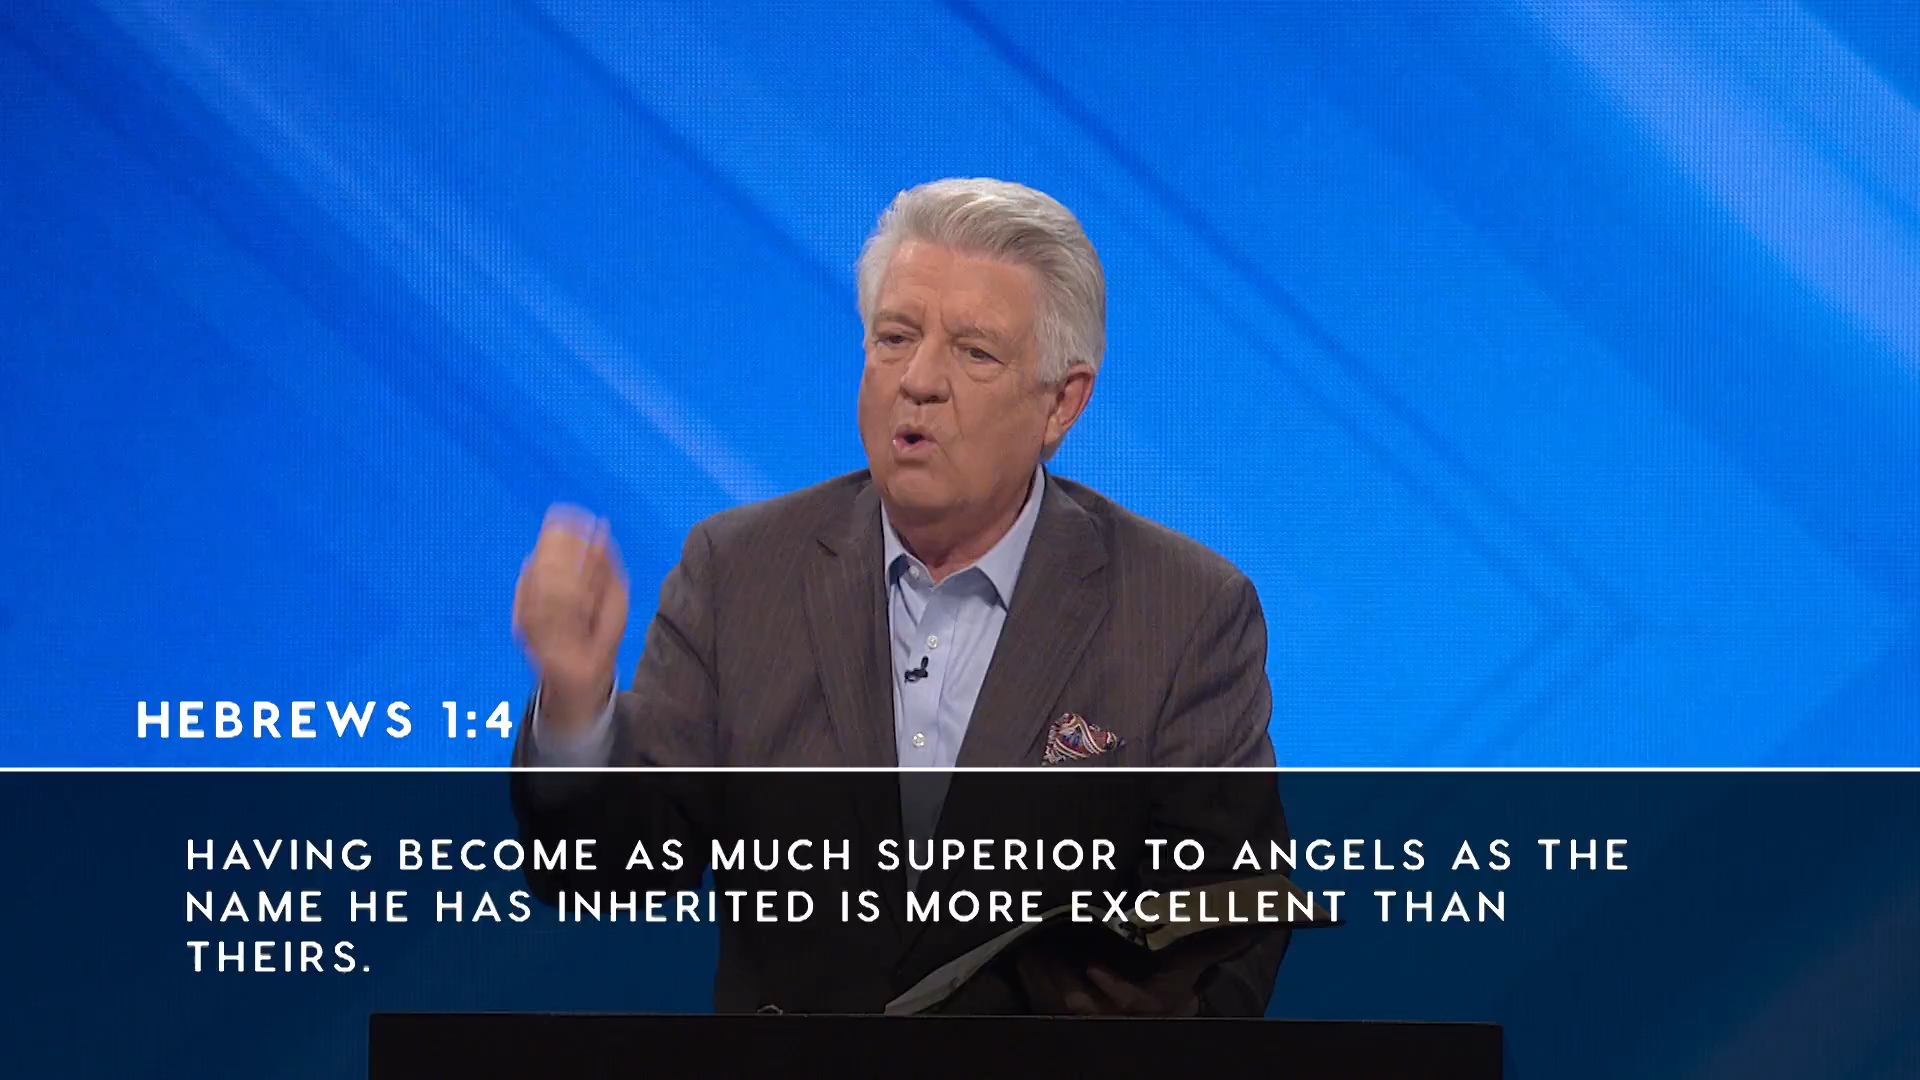 HEBREWS 1:4
HAVING BECOME AS MUCH SUPERIOR TO ANGELS AS THE
NAME HE HAS INHERITED IS MORE EXCELLENT THAN
THEIRS.